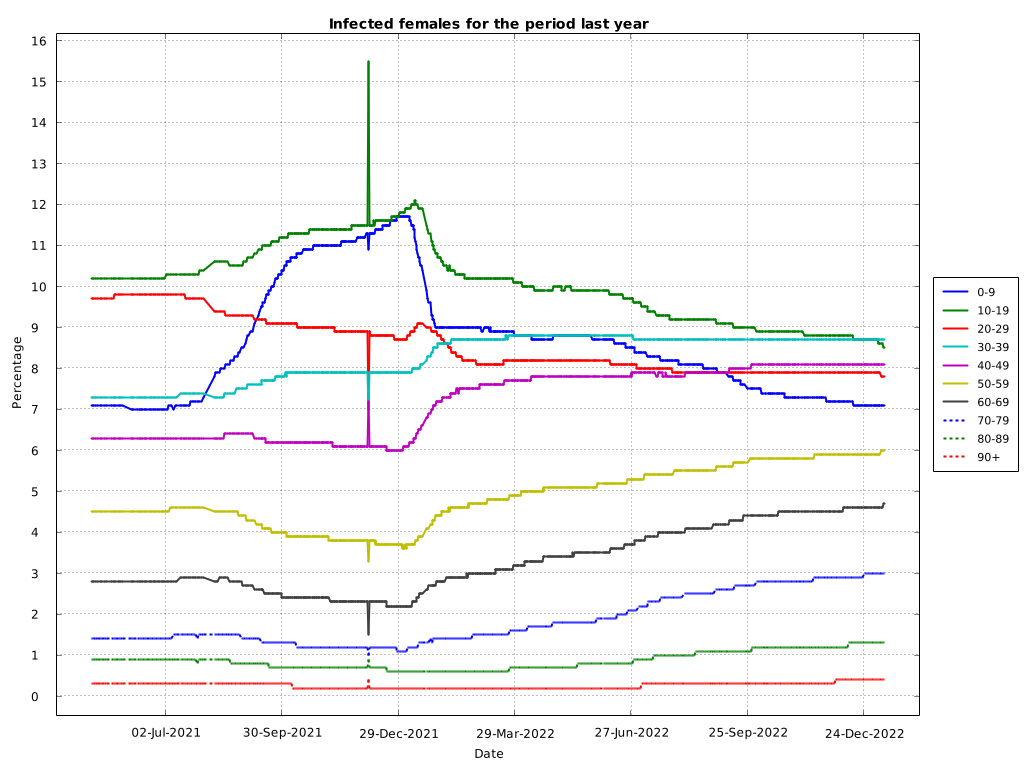 Infected females for the period last year
16
15
14
13
12
11
10
9
8
7
6
5
4
3
2
1
0
Percentage
02-Jul-2021
30-Sep-2021
29-Dec-2021
29-Mar-2022
27-Jun-2022
25-Sep-2022
24-Dec-2022
Date
0-9
10-19
20-29
30-39
40-49
50-59
60-69
70-79
80-89
90+